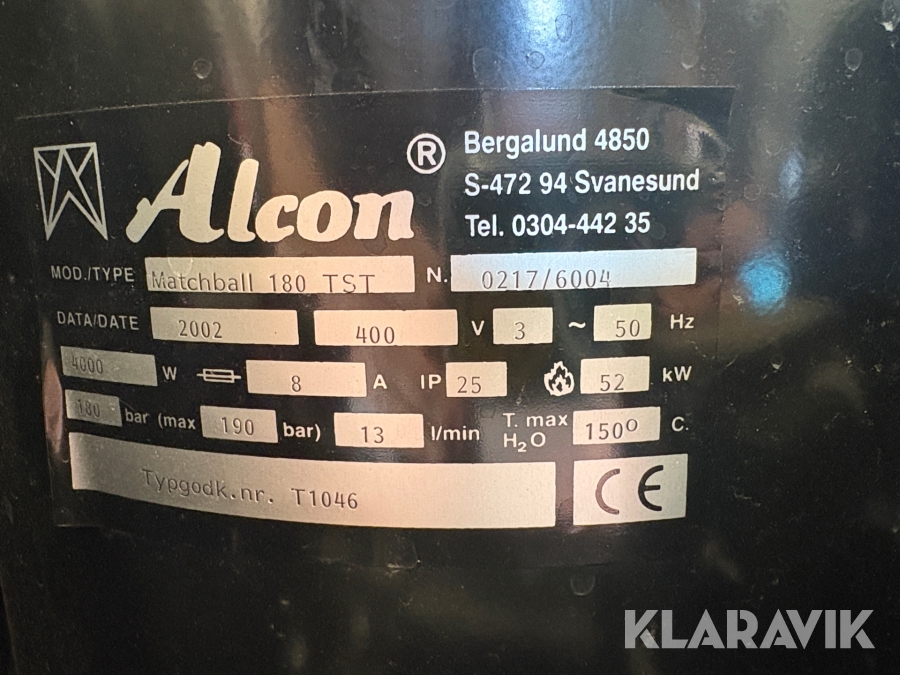 Alcon ®
Bergalund 4850
S-472 94 Svanesund
Tel. 0304-442 35
MOD./TYPE Matchball 180 TST N. 0217/6004
DATA/DATE 2002 400 V 3 ~ 50 Hz
4000 W 8 A IP 25 52 kW
180 bar (max 190 bar) 13 l/min T. max H₂O 150º C.
Typgodk.nr. T1046 CE
KLARAVIK